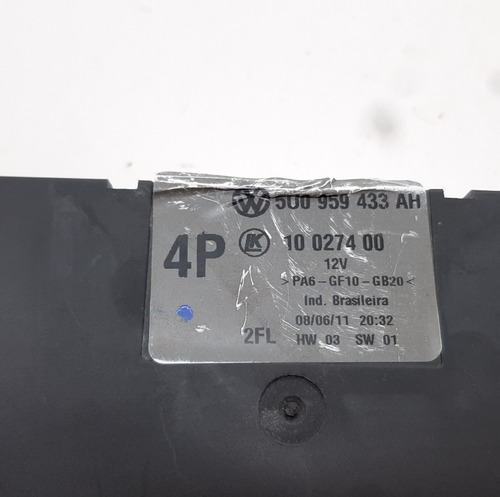 5U0 959 433 AH
4P K 10 0274 00
12V
>PA6-GF10-GB20<
Ind. Brasileira
08/06/11 20:32
2FL HW 03 SW 01